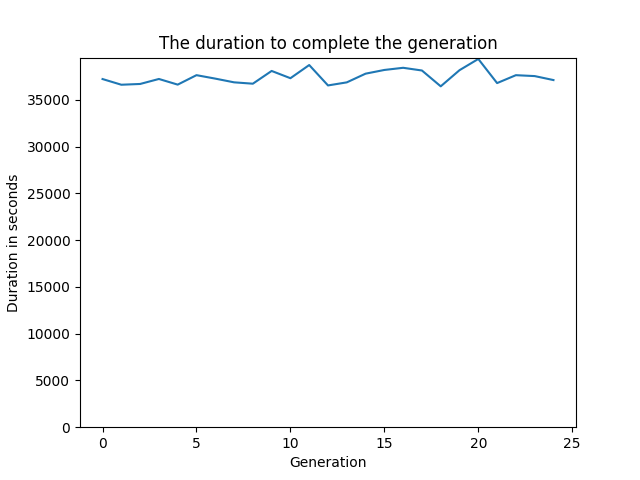 The duration to complete the generation
35000
30000
25000
20000
15000
10000
5000
0
Duration in seconds
0 5 10 15 20 25
Generation